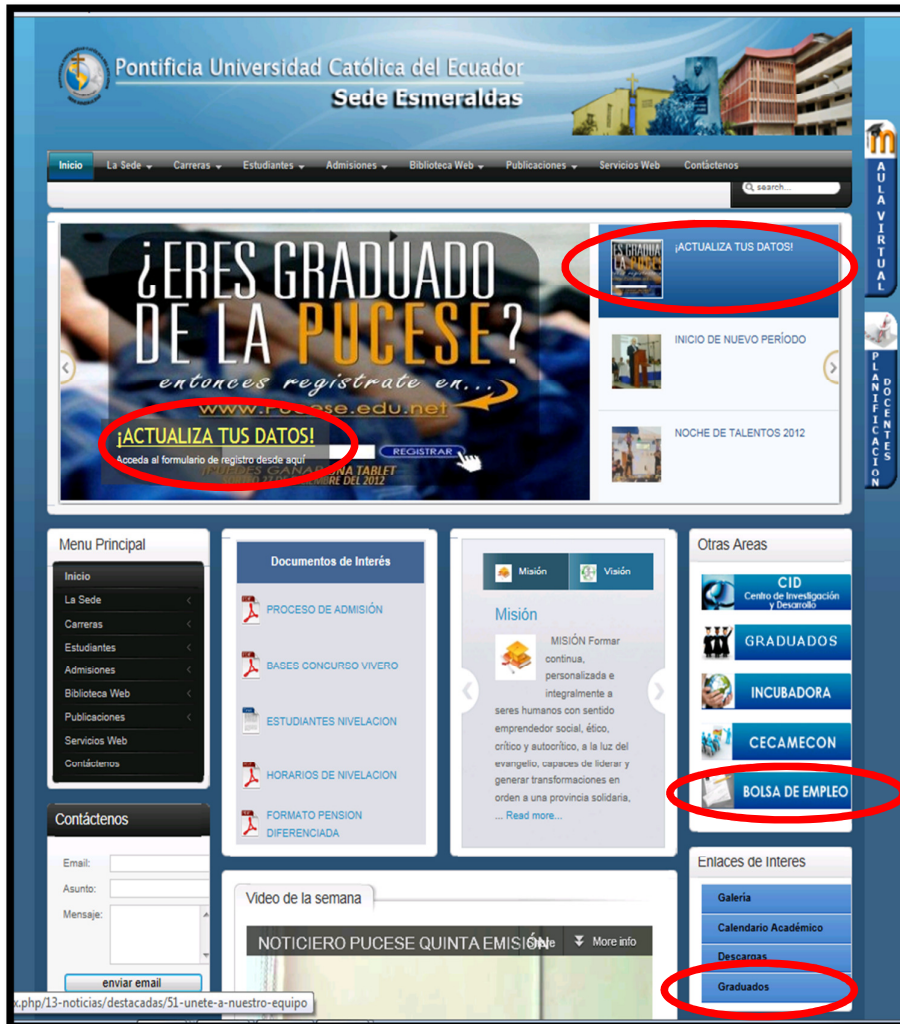 Pontificia Universidad Católica del Ecuador
Sede Esmeraldas
Inicio La Sede Carreras Estudiantes Admisiones Biblioteca Web Publicaciones Servicios Web Contáctenos
search...
AULA VIRTUAL
PLANIFICACION DOCENTES
¿ERES GRADUADO
DE LA PUCESE?
entonces registrate en...
www.Pucese.edu.net
¡ACTUALIZA TUS DATOS!
Acceda al formulario de registro desde aquí
REGISTRAR
GANAR UNA TABLET
DEL 2012
¡ACTUALIZA TUS DATOS!
INICIO DE NUEVO PERÍODO
NOCHE DE TALENTOS 2012
Menu Principal
Inicio
La Sede
Carreras
Estudiantes
Admisiones
Biblioteca Web
Publicaciones
Servicios Web
Contáctenos
Contáctenos
Email:
Asunto:
Mensaje:
enviar email
x.php/13-noticias/destacadas/51-unete-a-nuestro-equipo
Documentos de Interés
PROCESO DE ADMISIÓN
BASES CONCURSO VIVERO
ESTUDIANTES NIVELACION
HORARIOS DE NIVELACION
FORMATO PENSION
DIFERENCIADA
Misión Visión
Misión
MISIÓN Formar
continua,
personalizada e
integralmente a
seres humanos con sentido
emprendedor social, ético,
crítico y autocrítico, a la luz del
evangelio, capaces de liderar y
generar transformaciones en
orden a una provincia solidaria,
... Read more...
Video de la semana
NOTICIERO PUCESE QUINTA EMISIÓN
More info
Otras Areas
CID
Centro de Investigación
y Desarrollo
GRADUADOS
INCUBADORA
CECAMECON
BOLSA DE EMPLEO
Enlaces de Interes
Galería
Calendario Académico
Descargas
Graduados